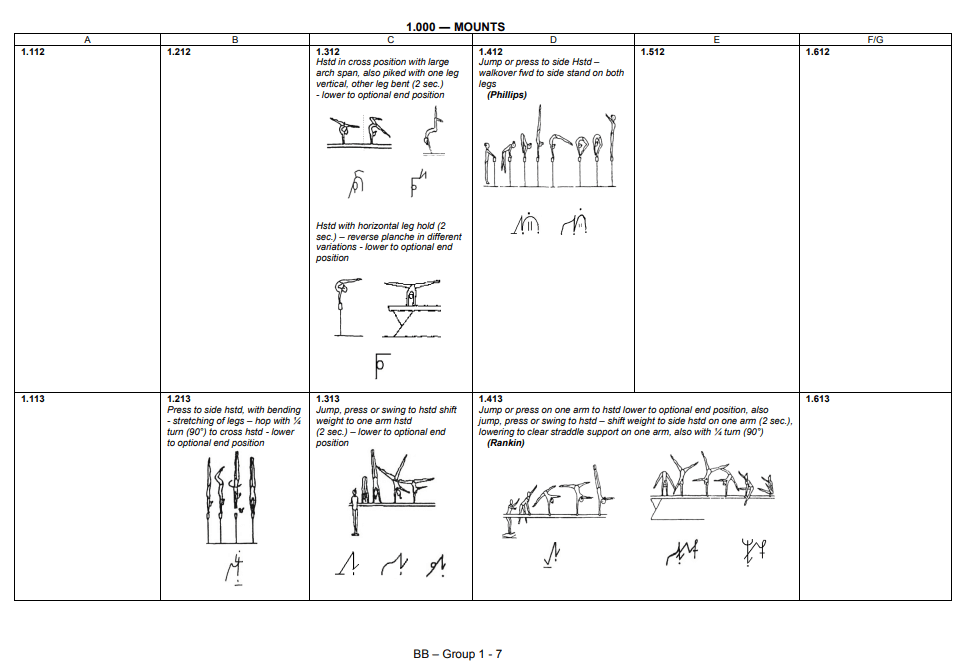 1.000 — MOUNTS
A B C D E F/G
1.112
1.212
1.312
Hstd in cross position with large
arch span, also piked with one leg
vertical, other leg bent (2 sec.)
- lower to optional end position
Hstd with horizontal leg hold (2
sec.) – reverse planche in different
variations - lower to optional end
position
1.412
Jump or press to side Hstd –
walkover fwd to side stand on both
legs
(Phillips)
1.512
1.612
1.113
1.213
Press to side hstd, with bending
- stretching of legs – hop with ¼
turn (90°) to cross hstd - lower
to optional end position
1.313
Jump, press or swing to hstd shift
weight to one arm hstd
(2 sec.) – lower to optional end
position
1.413
Jump or press on one arm to hstd lower to optional end position, also
jump, press or swing to hstd – shift weight to side hstd on one arm (2 sec.),
lowering to clear straddle support on one arm, also with ¼ turn (90°)
(Rankin)
1.613
BB – Group 1 - 7